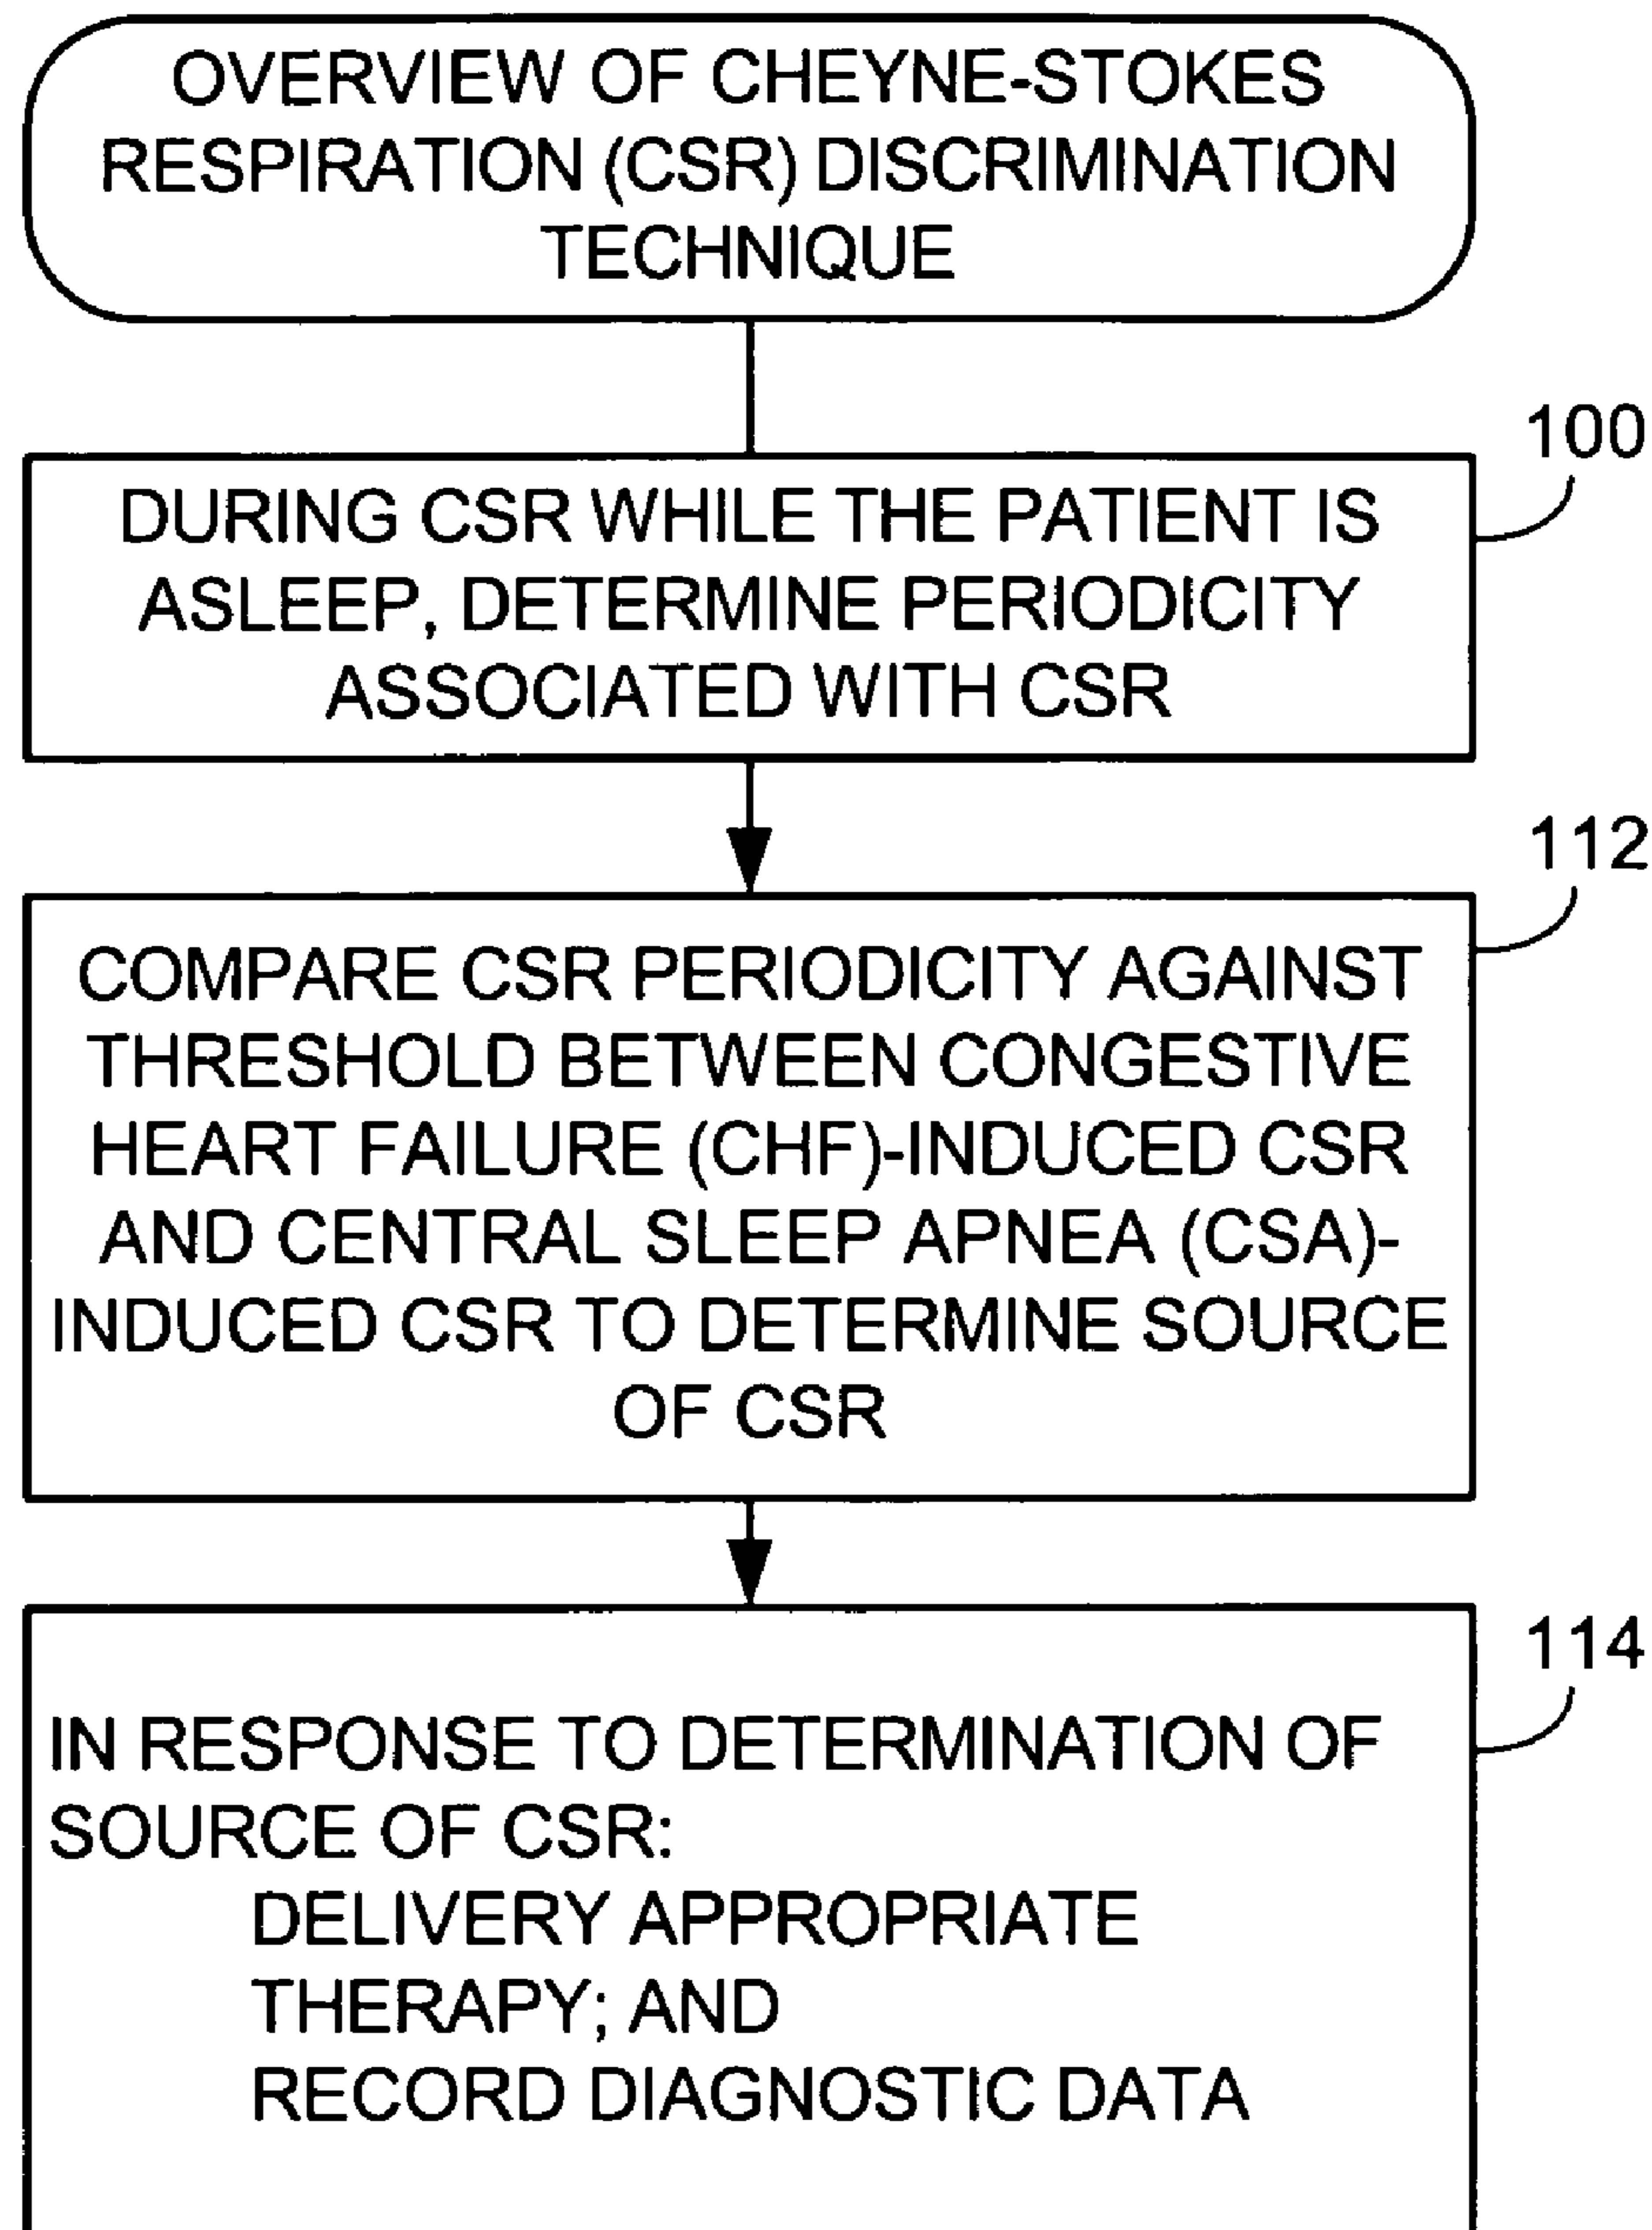 OVERVIEW OF CHEYNE-STOKES
RESPIRATION (CSR) DISCRIMINATION
TECHNIQUE
100
DURING CSR WHILE THE PATIENT IS
ASLEEP, DETERMINE PERIODICITY
ASSOCIATED WITH CSR
112
COMPARE CSR PERIODICITY AGAINST
THRESHOLD BETWEEN CONGESTIVE
HEART FAILURE (CHF)-INDUCED CSR
AND CENTRAL SLEEP APNEA (CSA)-
INDUCED CSR TO DETERMINE SOURCE
OF CSR
114
IN RESPONSE TO DETERMINATION OF
SOURCE OF CSR:
DELIVERY APPROPRIATE
THERAPY; AND
RECORD DIAGNOSTIC DATA